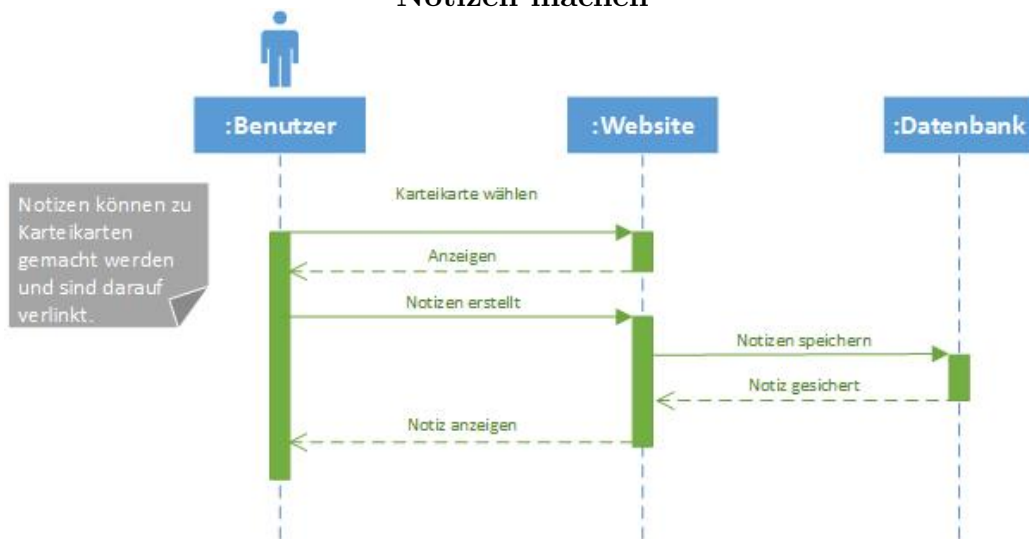 Notizen machen
:Benutzer
:Website
:Datenbank
Notizen können zu
Karteikarten
gemacht werden
und sind darauf
verlinkt.
Karteikarte wählen
Anzeigen
Notizen erstellt
Notizen speichern
Notiz gesichert
Notiz anzeigen